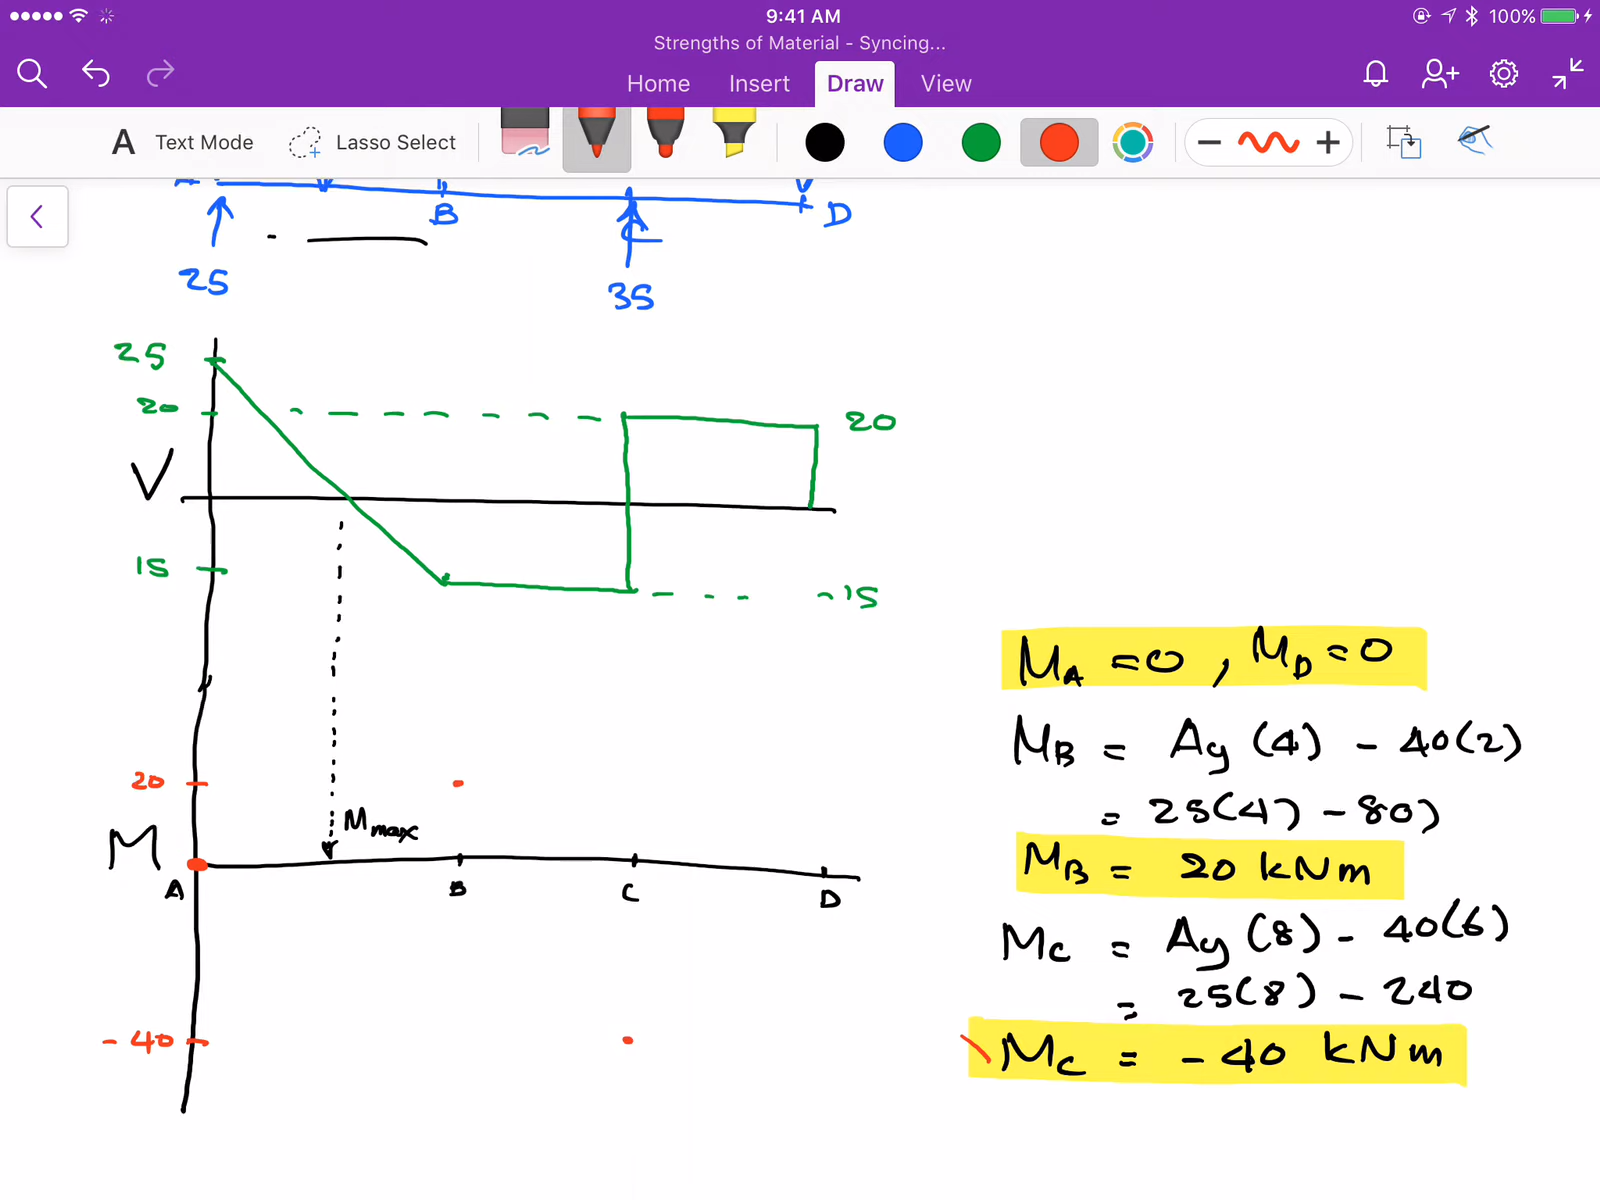 9:41 AM
100%
Strengths of Material - Syncing...
Home Insert Draw View
A Text Mode Lasso Select
A B D
25 35
25
20 20
V
15 -15
MA = 0 , MD = 0
MB = Ay (4) - 40(2)
= 25(4) - 80)
20
M Mmax
MB = 20 kNm
A B C D
MC = Ay (8) - 40(6)
= 25(8) - 240
- 40
MC = - 40 kNm